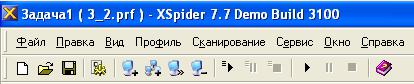 Задача1 ( 3_2.prf ) - XSpider 7.7 Demo Build 3100
Файл Правка Вид Профиль Сканирование Сервис Окно Справка